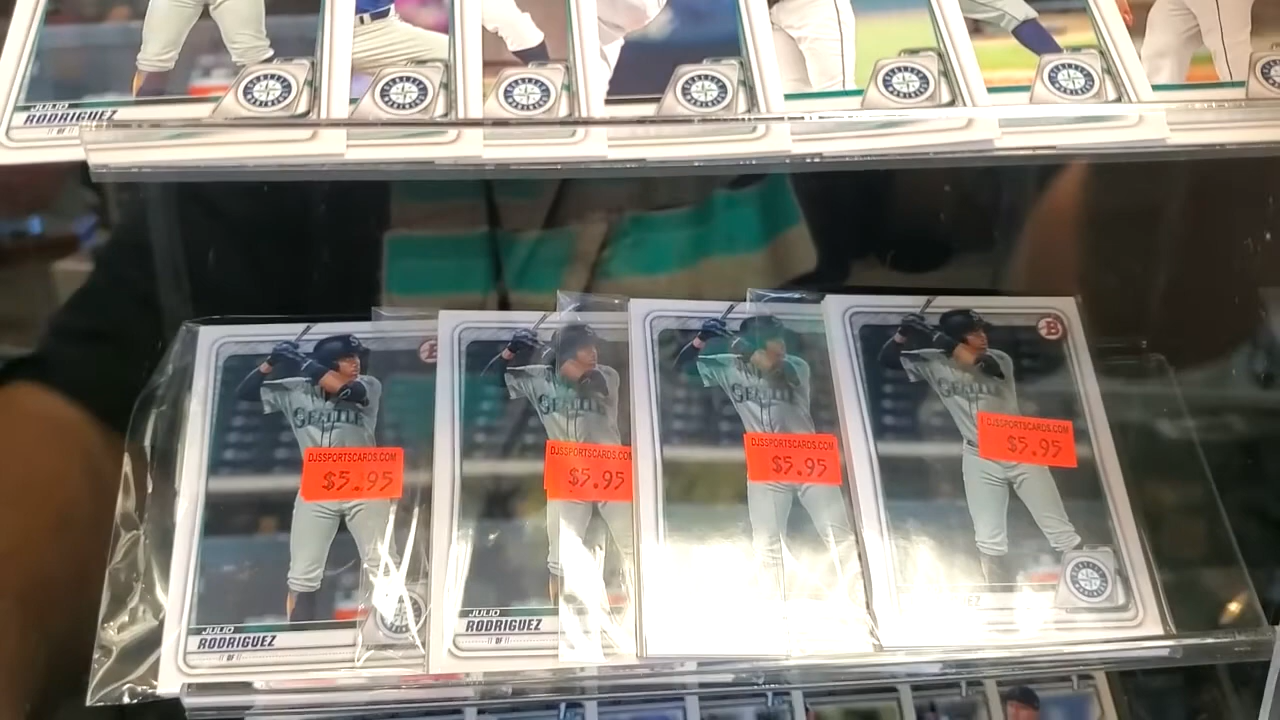 JULIO
RODRIGUEZ
// OF //
SEATTLE
DJSSPORTSCARDS.COM
$5.95
JULIO
RODRIGUEZ
// OF //
SEATTLE
DJSSPORTSCARDS.COM
$5.95
JULIO
RODRIGUEZ
// OF //
SEATTLE
DJSSPORTSCARDS.COM
$5.95
B
SEATTLE
DJSSPORTSCARDS.COM
$5.95
EZ